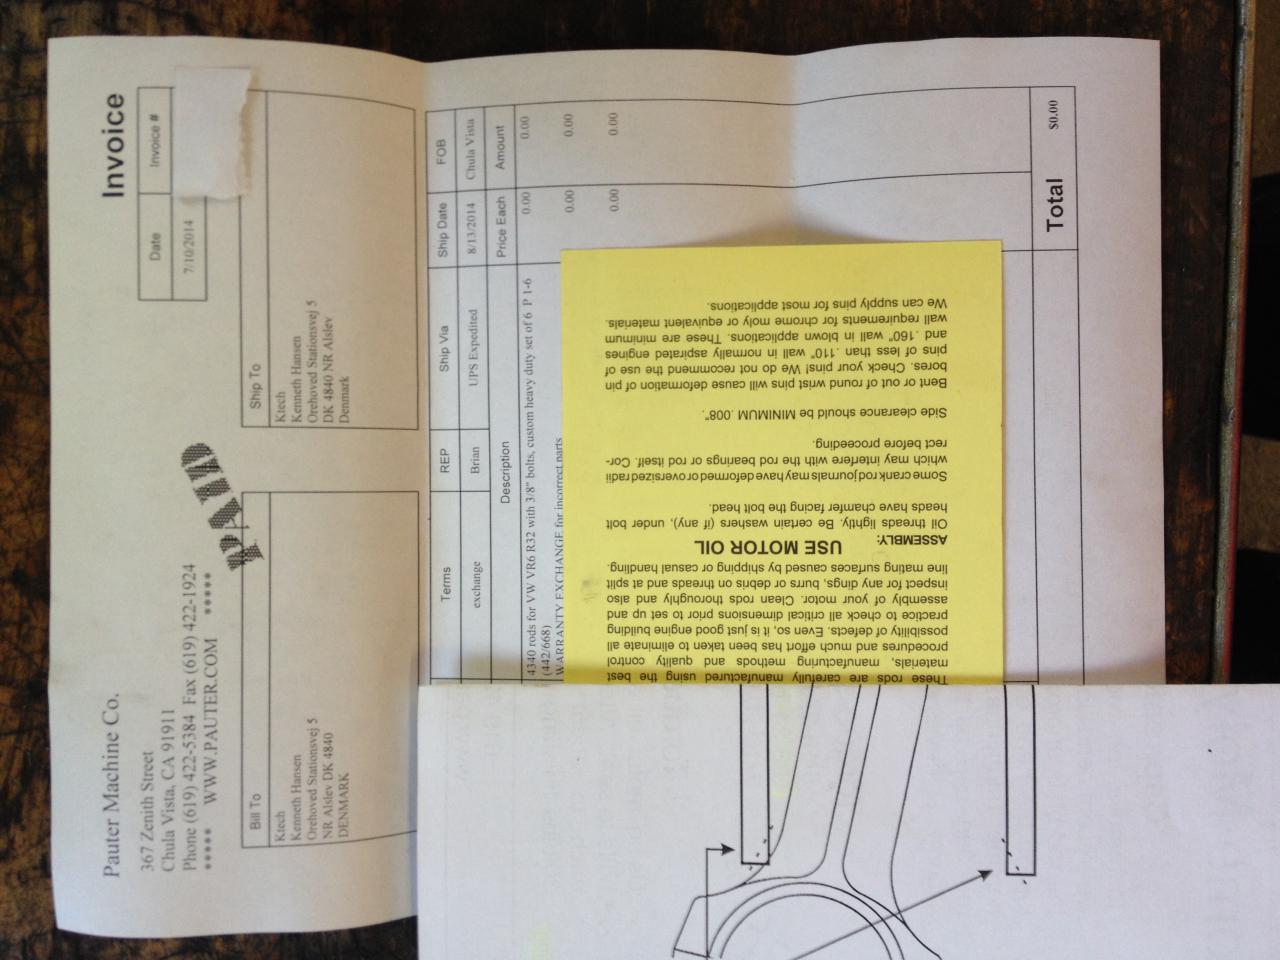 Pauter Machine Co.
367 Zenith Street
Chula Vista, CA 91911
Phone (619) 422-5384 Fax (619) 422-1924
***** WWW.PAUTER.COM *****
Invoice
Date Invoice #
7/10/2014
PAID
Bill To
Ktech
Kenneth Hansen
Orehoved Stationsvej 5
NR Alslev DK 4840
DENMARK
Ship To
Ktech
Kenneth Hansen
Orehoved Stationsvej 5
DK 4840 NR Alslev
Denmark
Terms REP Ship Via Ship Date FOB
exchange Brian UPS Expedited 8/13/2014 Chula Vista
Description Price Each Amount
4340 rods for VW VR6 R32 with 3/8" bolts, custom heavy duty set of 6 P 1-6 0.00 0.00
(442/668)
WARRANTY EXCHANGE for incorrect parts 0.00 0.00
0.00 0.00
Total $0.00
These rods are carefully manufactured using the best
materials, manufacturing methods and quality control
procedures and much effort has been taken to eliminate all
possibility of defects. Even so, it is just good engine building
practice to check all critical dimensions prior to set up and
assembly of your motor. Clean rods thoroughly and also
inspect for any dings, burrs or debris on threads and at split
line mating surfaces caused by shipping or casual handling.
ASSEMBLY: USE MOTOR OIL
Oil threads lightly. Be certain washers (if any), under bolt
heads have chamfer facing the bolt head.
Some crank rod journals may have deformed or oversized radii
which may interfere with the rod bearings or rod itself. Cor-
rect before proceeding.
Side clearance should be MINIMUM .008".
Bent or out of round wrist pins will cause deformation of pin
bores. Check your pins! We do not recommend the use of
pins of less than .110" wall in normally aspirated engines
and .160" wall in blown applications. These are minimum
wall requirements for chrome moly or equivalent materials.
We can supply pins for most applications.